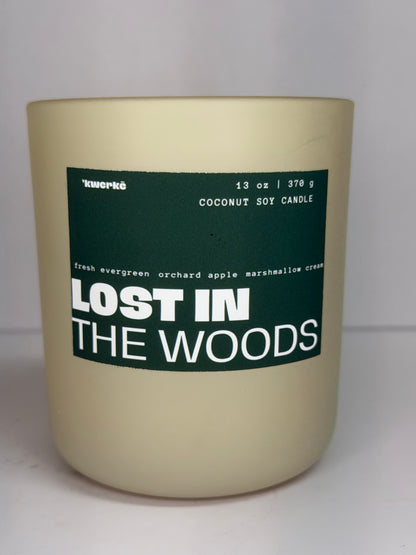 'kwerkē
13 oz | 370 g
COCONUT SOY CANDLE
fresh evergreen orchard apple marshmallow cream
LOST IN
THE WOODS